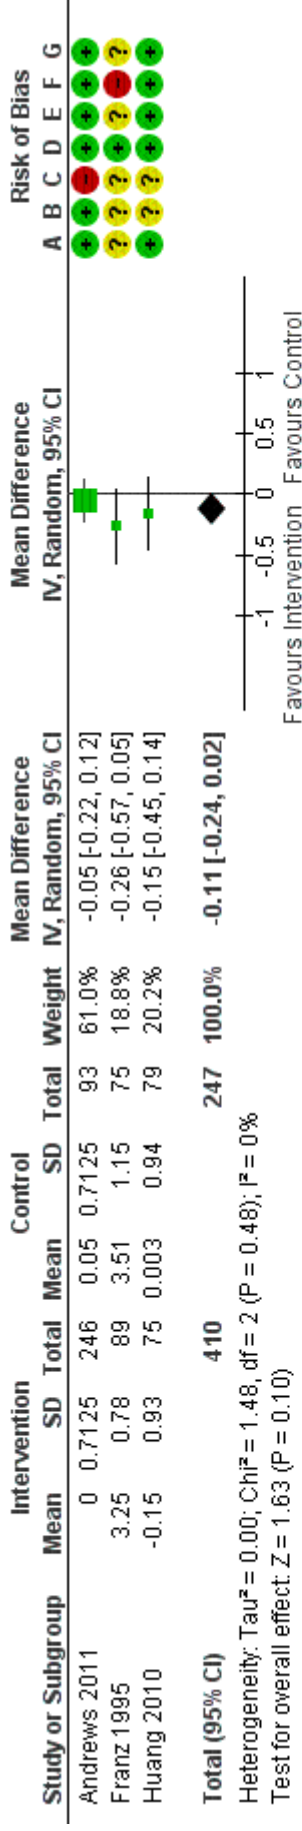 Intervention Control Mean Difference Mean Difference Risk of Bias
Study or Subgroup Mean SD Total Mean SD Total Weight IV, Random, 95% CI IV, Random, 95% CI A B C D E F G
Andrews 2011 0 0.7125 246 0.05 0.7125 93 61.0% -0.05 [-0.22, 0.12] + + - + + + +
Franz 1995 3.25 0.78 89 3.51 1.15 75 18.8% -0.26 [-0.57, 0.05] ? ? ? + ? - ?
Huang 2010 -0.15 0.93 75 0.003 0.94 79 20.2% -0.15 [-0.45, 0.14] + ? ? + + + +
Total (95% CI) 410 247 100.0% -0.11 [-0.24, 0.02]
Heterogeneity: Tau² = 0.00; Chi² = 1.48, df = 2 (P = 0.48); I² = 0%
Test for overall effect: Z = 1.63 (P = 0.10)
-1 -0.5 0 0.5 1
Favours Intervention Favours Control